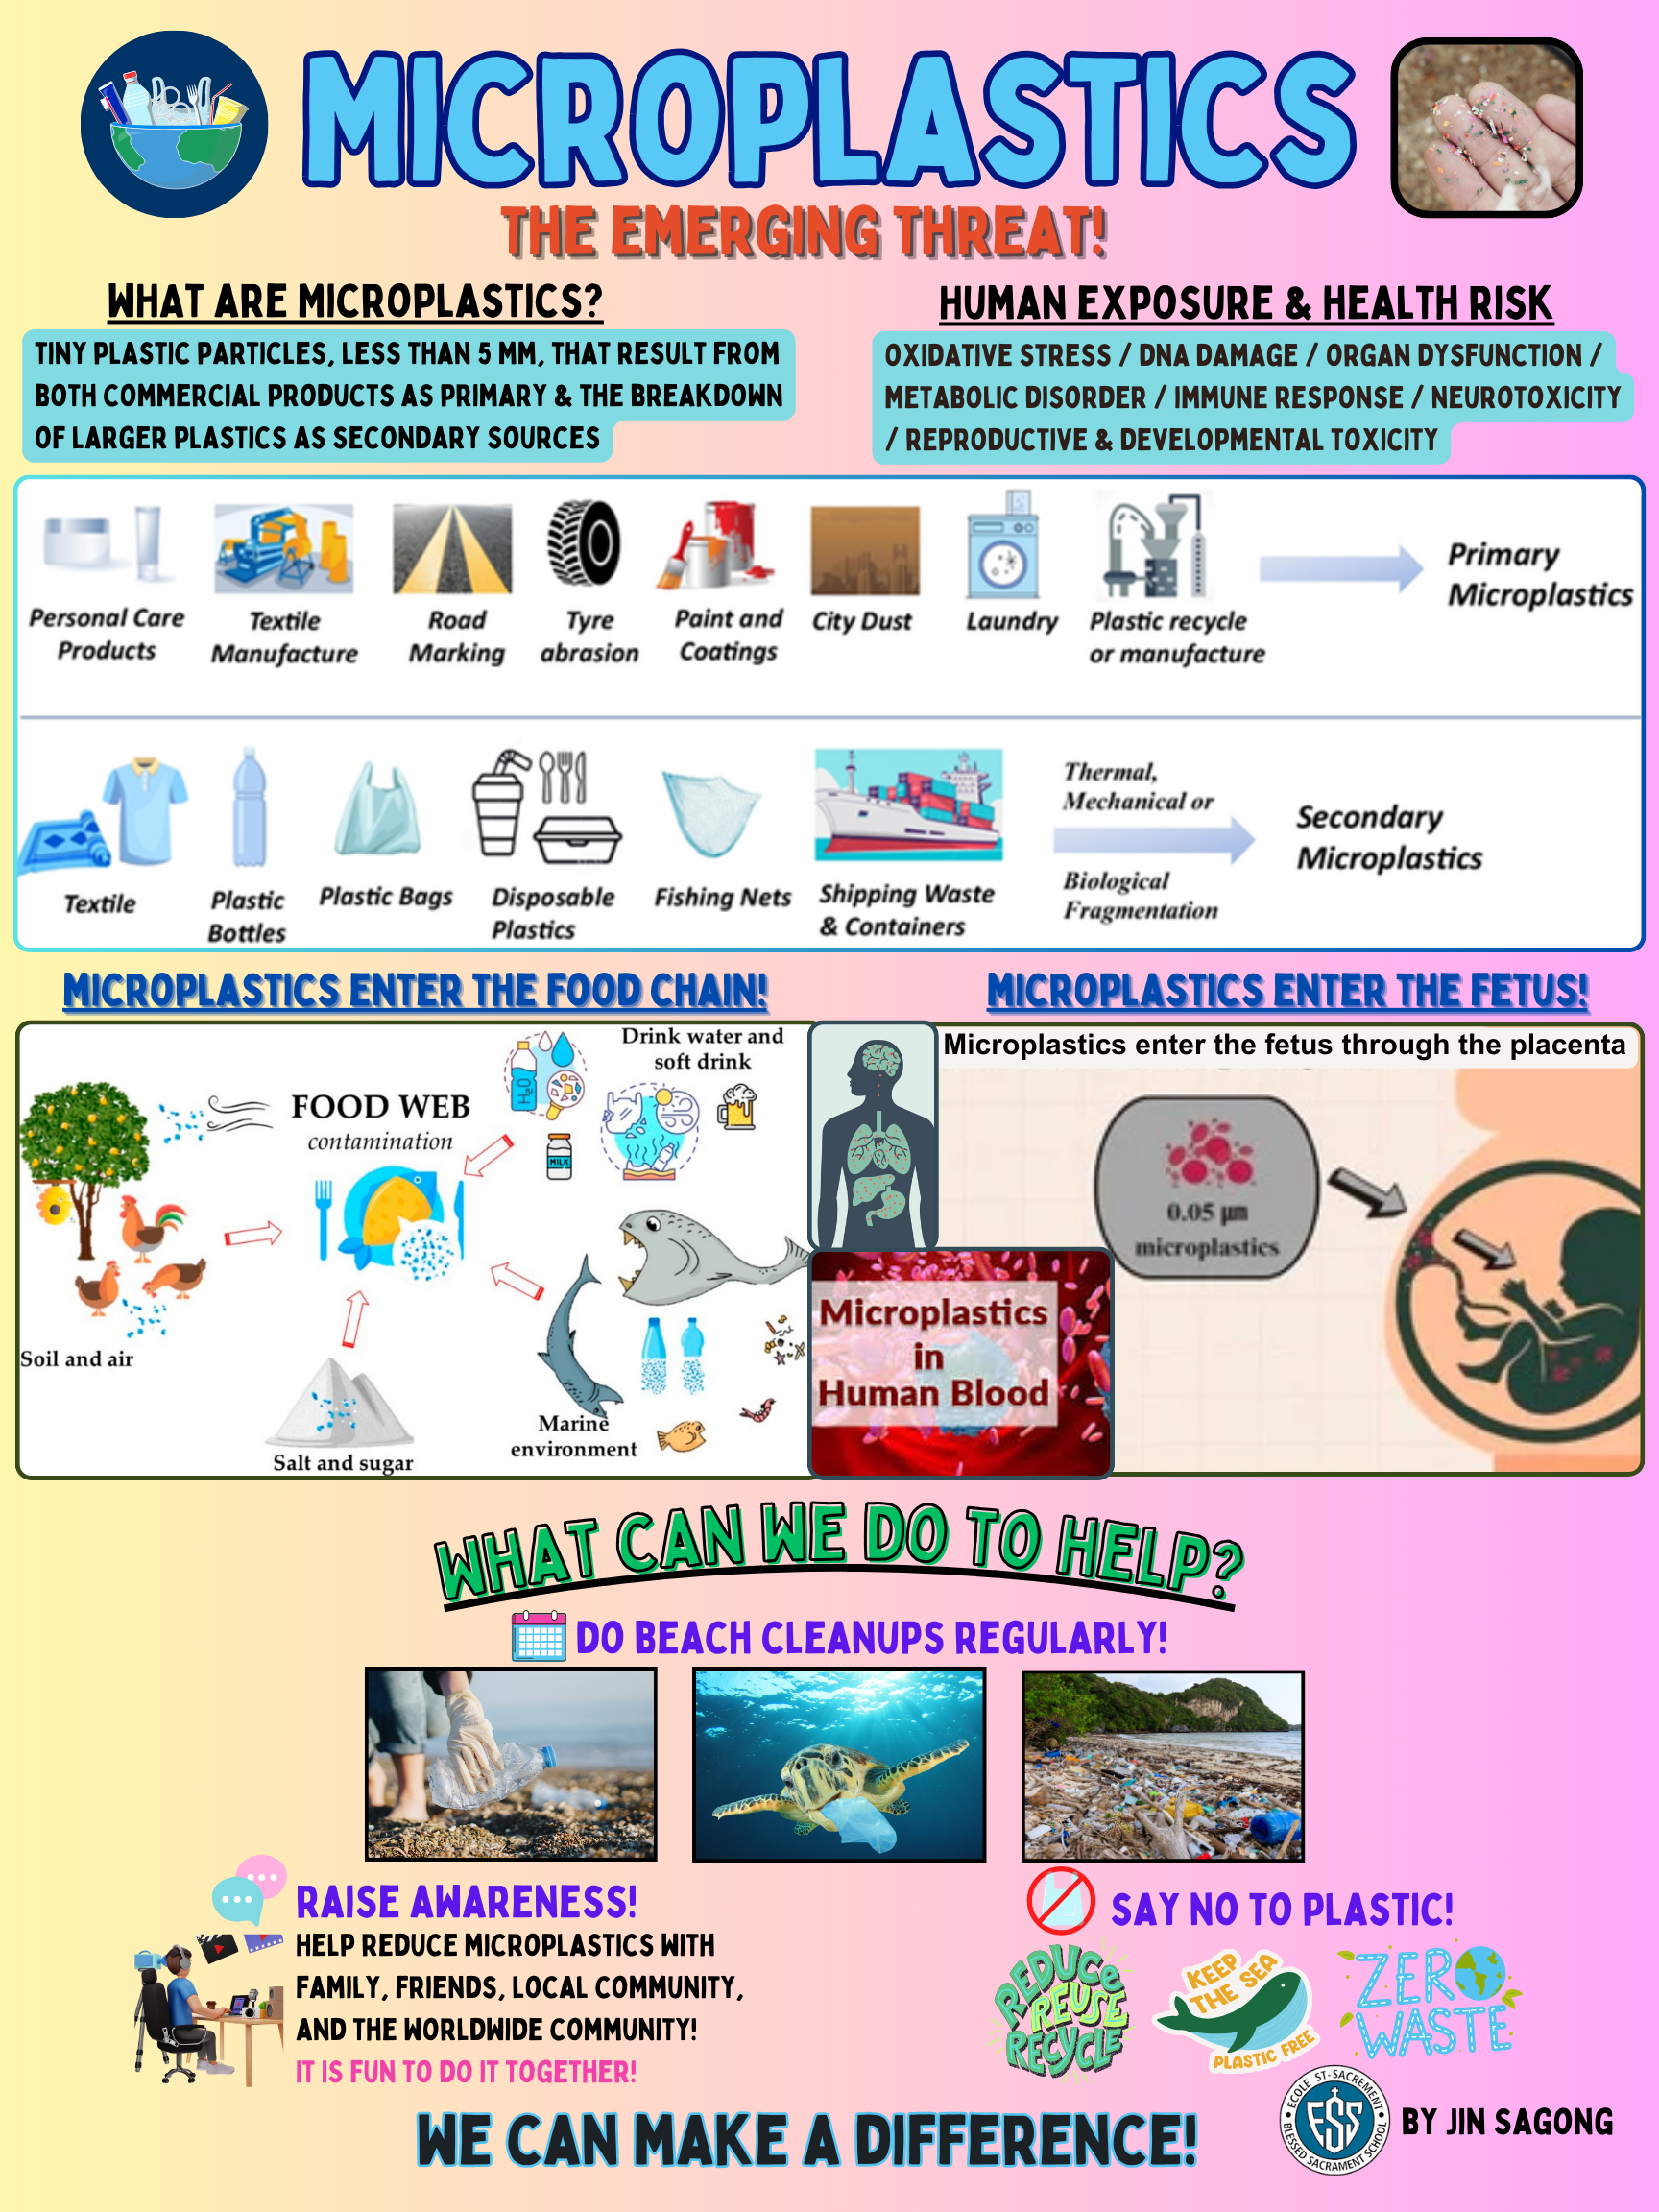 MICROPLASTICS
THE EMERGING THREAT!
WHAT ARE MICROPLASTICS?
TINY PLASTIC PARTICLES, LESS THAN 5 MM, THAT RESULT FROM
BOTH COMMERCIAL PRODUCTS AS PRIMARY & THE BREAKDOWN
OF LARGER PLASTICS AS SECONDARY SOURCES
HUMAN EXPOSURE & HEALTH RISK
OXIDATIVE STRESS / DNA DAMAGE / ORGAN DYSFUNCTION /
METABOLIC DISORDER / IMMUNE RESPONSE / NEUROTOXICITY
/ REPRODUCTIVE & DEVELOPMENTAL TOXICITY
Personal Care
Products
Textile
Manufacture
Road
Marking
Tyre
abrasion
Paint and
Coatings
City Dust
Laundry
Plastic recycle
or manufacture
Primary
Microplastics
Textile
Plastic
Bottles
Plastic Bags
Disposable
Plastics
Fishing Nets
Shipping Waste
& Containers
Thermal,
Mechanical or
Biological
Fragmentation
Secondary
Microplastics
MICROPLASTICS ENTER THE FOOD CHAIN!
Drink water and
soft drink
H₂O
MILK
FOOD WEB
contamination
Soil and air
Salt and sugar
Marine
environment
MICROPLASTICS ENTER THE FETUS!
Microplastics enter the fetus through the placenta
0.05 µm
microplastics
Microplastics
in
Human Blood
WHAT CAN WE DO TO HELP?
DO BEACH CLEANUPS REGULARLY!
RAISE AWARENESS!
HELP REDUCE MICROPLASTICS WITH
FAMILY, FRIENDS, LOCAL COMMUNITY,
AND THE WORLDWIDE COMMUNITY!
IT IS FUN TO DO IT TOGETHER!
SAY NO TO PLASTIC!
REDUCE
REUSE
RECYCLE
KEEP
THE SEA
PLASTIC FREE
ZERO
WASTE
WE CAN MAKE A DIFFERENCE!
ÉCOLE ST-SACREMENT
ESS
BLESSED SACRAMENT SCHOOL
BY JIN SAGONG